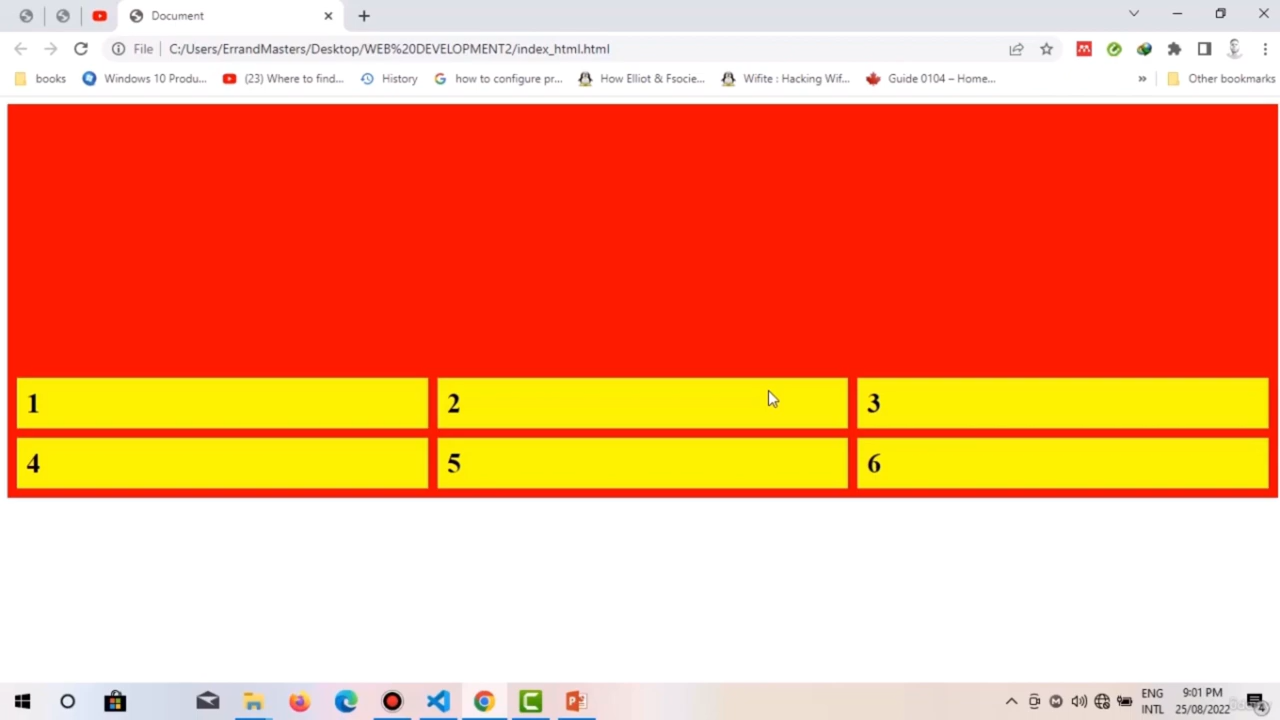 Document
File C:/Users/ErrandMasters/Desktop/WEB%20DEVELOPMENT2/index_html.html
books Windows 10 Produ... (23) Where to find... History how to configure pr... How Elliot & Fsocie... Wifite : Hacking Wif... Guide 0104 – Home... » Other bookmarks
1 2 3
4 5 6
ENG 9:01 PM
INTL 25/08/2022 4